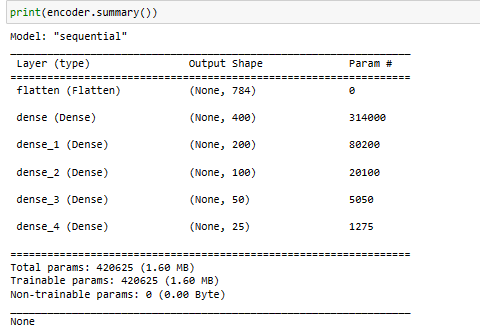 print(encoder.summary())
Model: "sequential"
_________________________________________________________________
Layer (type) Output Shape Param #
=================================================================
flatten (Flatten) (None, 784) 0
dense (Dense) (None, 400) 314000
dense_1 (Dense) (None, 200) 80200
dense_2 (Dense) (None, 100) 20100
dense_3 (Dense) (None, 50) 5050
dense_4 (Dense) (None, 25) 1275
=================================================================
Total params: 420625 (1.60 MB)
Trainable params: 420625 (1.60 MB)
Non-trainable params: 0 (0.00 Byte)
_________________________________________________________________
None